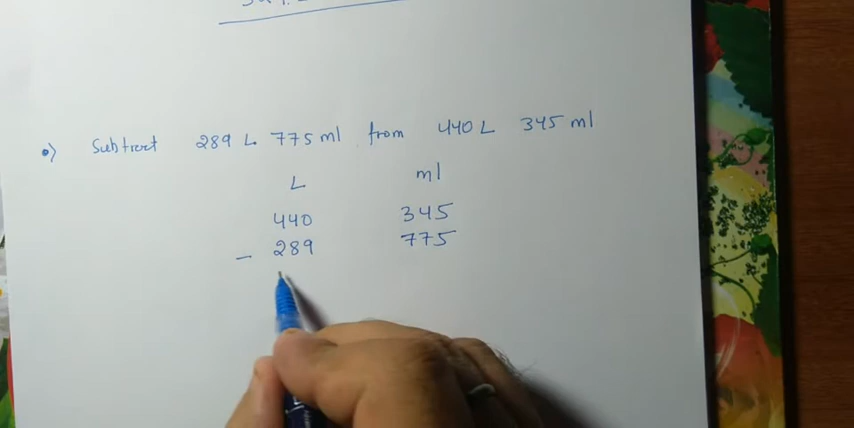 •) Subtract 289 L 775 ml from 440 L 345 ml
L ml
440 345
- 289 775